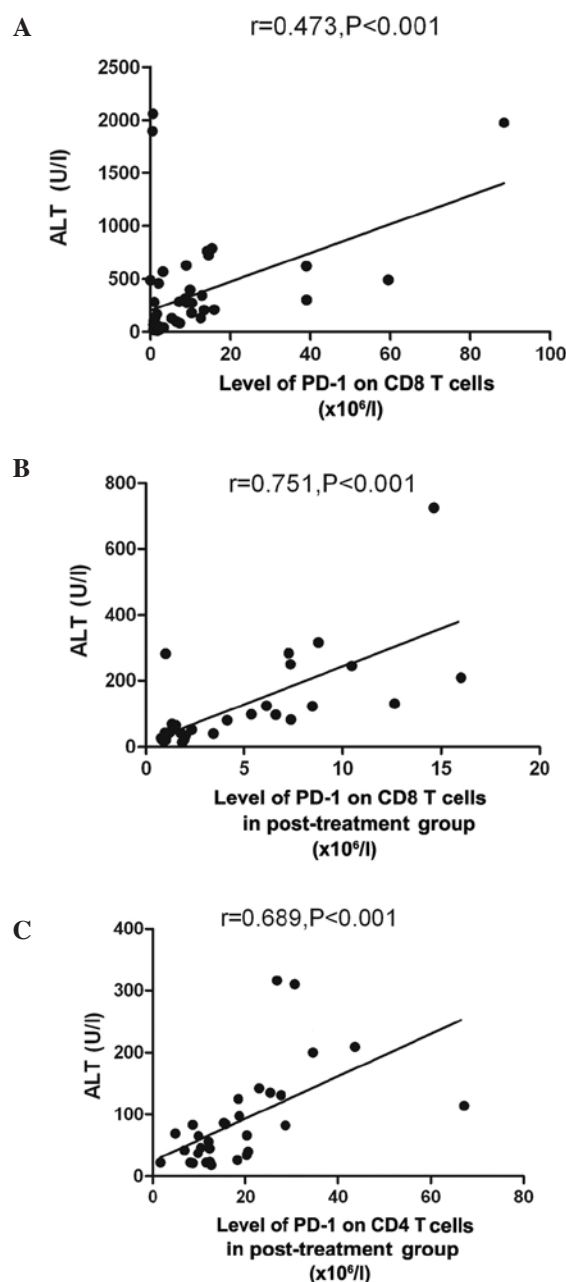 A
r=0.473,P<0.001
2500
2000
1500
1000
500
0
ALT (U/l)
0 20 40 60 80 100
Level of PD-1 on CD8 T cells
(x10⁶/l)
B
r=0.751,P<0.001
800
600
400
200
0
ALT (U/l)
0 5 10 15 20
Level of PD-1 on CD8 T cells
in post-treatment group
(x10⁶/l)
C
r=0.689,P<0.001
400
300
200
100
0
ALT (U/l)
0 20 40 60 80
Level of PD-1 on CD4 T cells
in post-treatment group
(x10⁶/l)